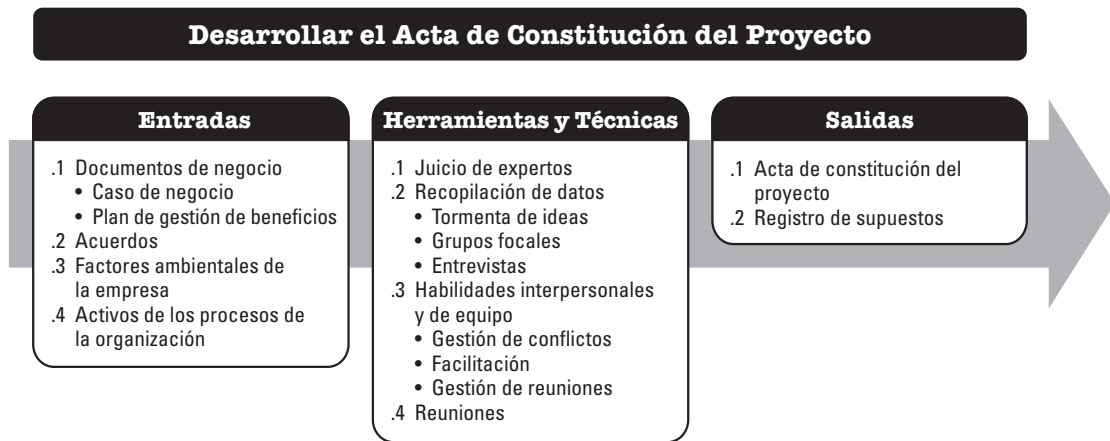 Desarrollar el Acta de Constitución del Proyecto
Entradas
.1 Documentos de negocio
• Caso de negocio
• Plan de gestión de beneficios
.2 Acuerdos
.3 Factores ambientales de
la empresa
.4 Activos de los procesos de
la organización
Herramientas y Técnicas
.1 Juicio de expertos
.2 Recopilación de datos
• Tormenta de ideas
• Grupos focales
• Entrevistas
.3 Habilidades interpersonales
y de equipo
• Gestión de conflictos
• Facilitación
• Gestión de reuniones
.4 Reuniones
Salidas
.1 Acta de constitución del
proyecto
.2 Registro de supuestos